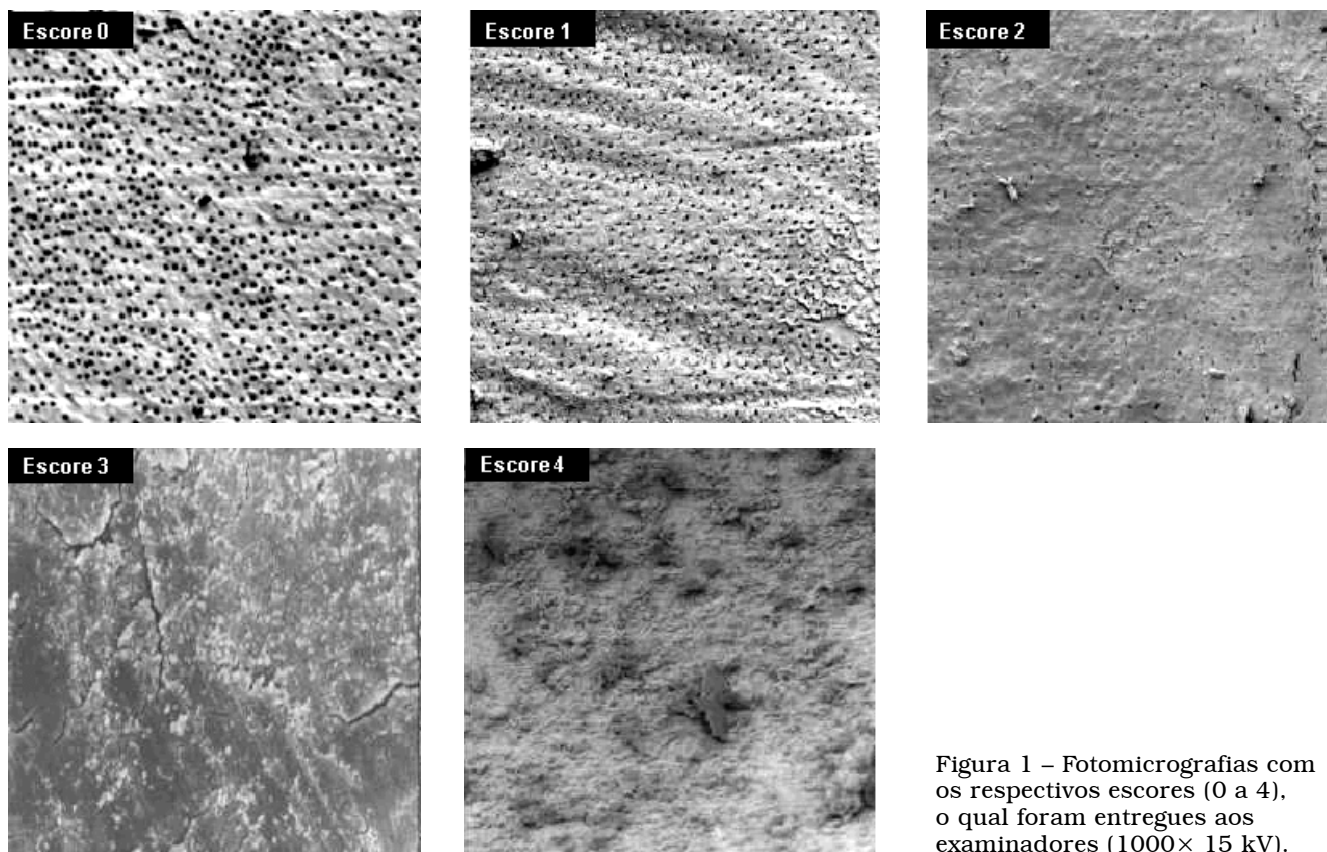 Escore 0
Escore 1
Escore 2
Escore 3
Escore 4
Figura 1 – Fotomicrografias com
os respectivos escores (0 a 4),
o qual foram entregues aos
examinadores (1000× 15 kV).